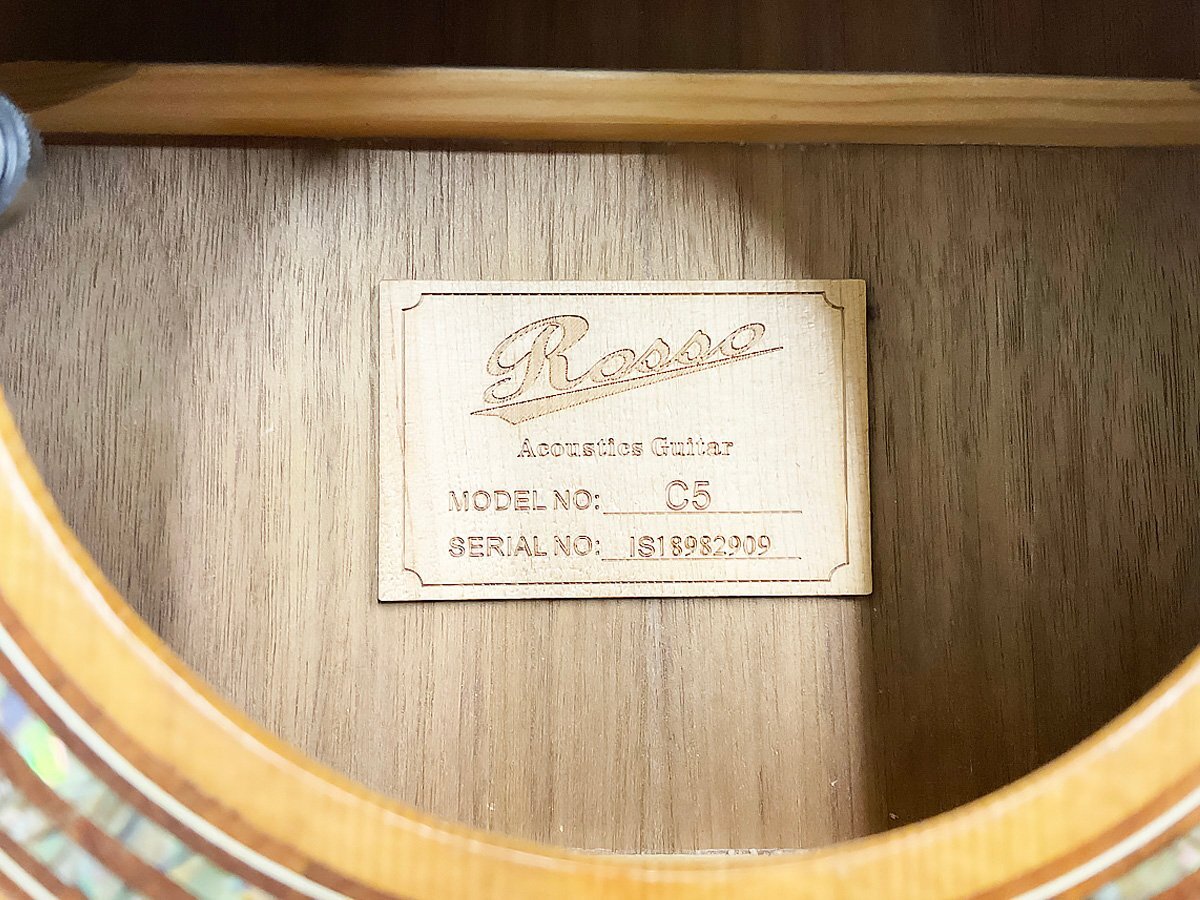 Rosso
Acoustics Guitar
MODEL NO: C5
SERIAL NO: IS18982909